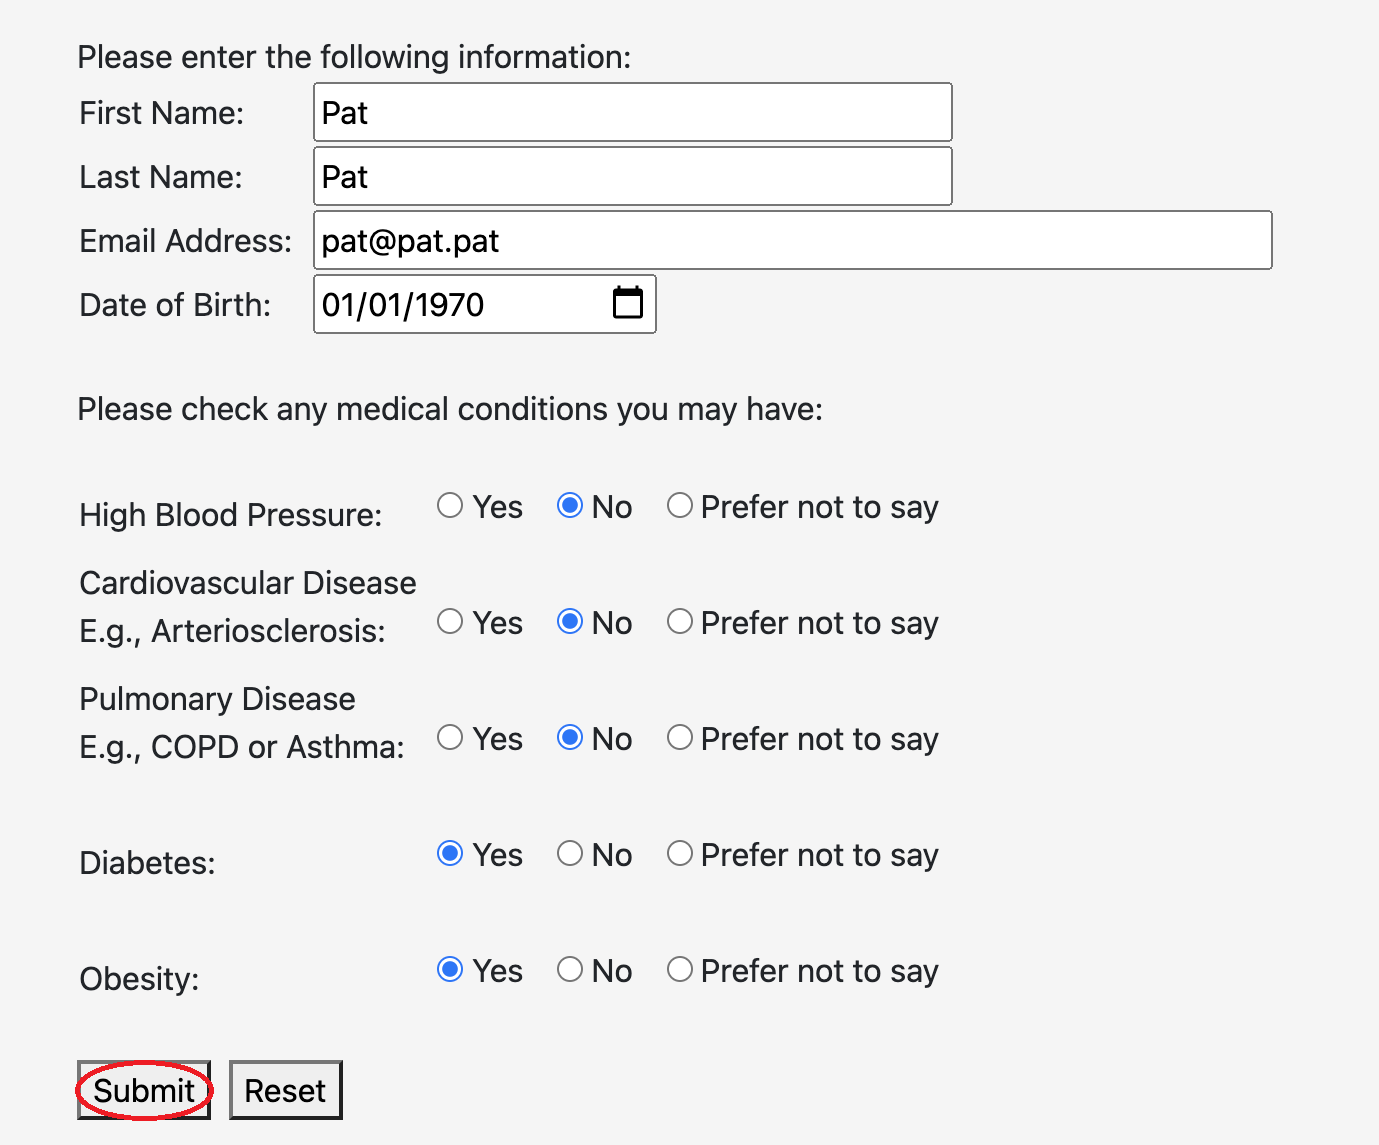 Please enter the following information:
First Name: Pat
Last Name: Pat
Email Address: pat@pat.pat
Date of Birth: 01/01/1970
Please check any medical conditions you may have:
High Blood Pressure: Yes No Prefer not to say
Cardiovascular Disease
E.g., Arteriosclerosis: Yes No Prefer not to say
Pulmonary Disease
E.g., COPD or Asthma: Yes No Prefer not to say
Diabetes: Yes No Prefer not to say
Obesity: Yes No Prefer not to say
Submit Reset